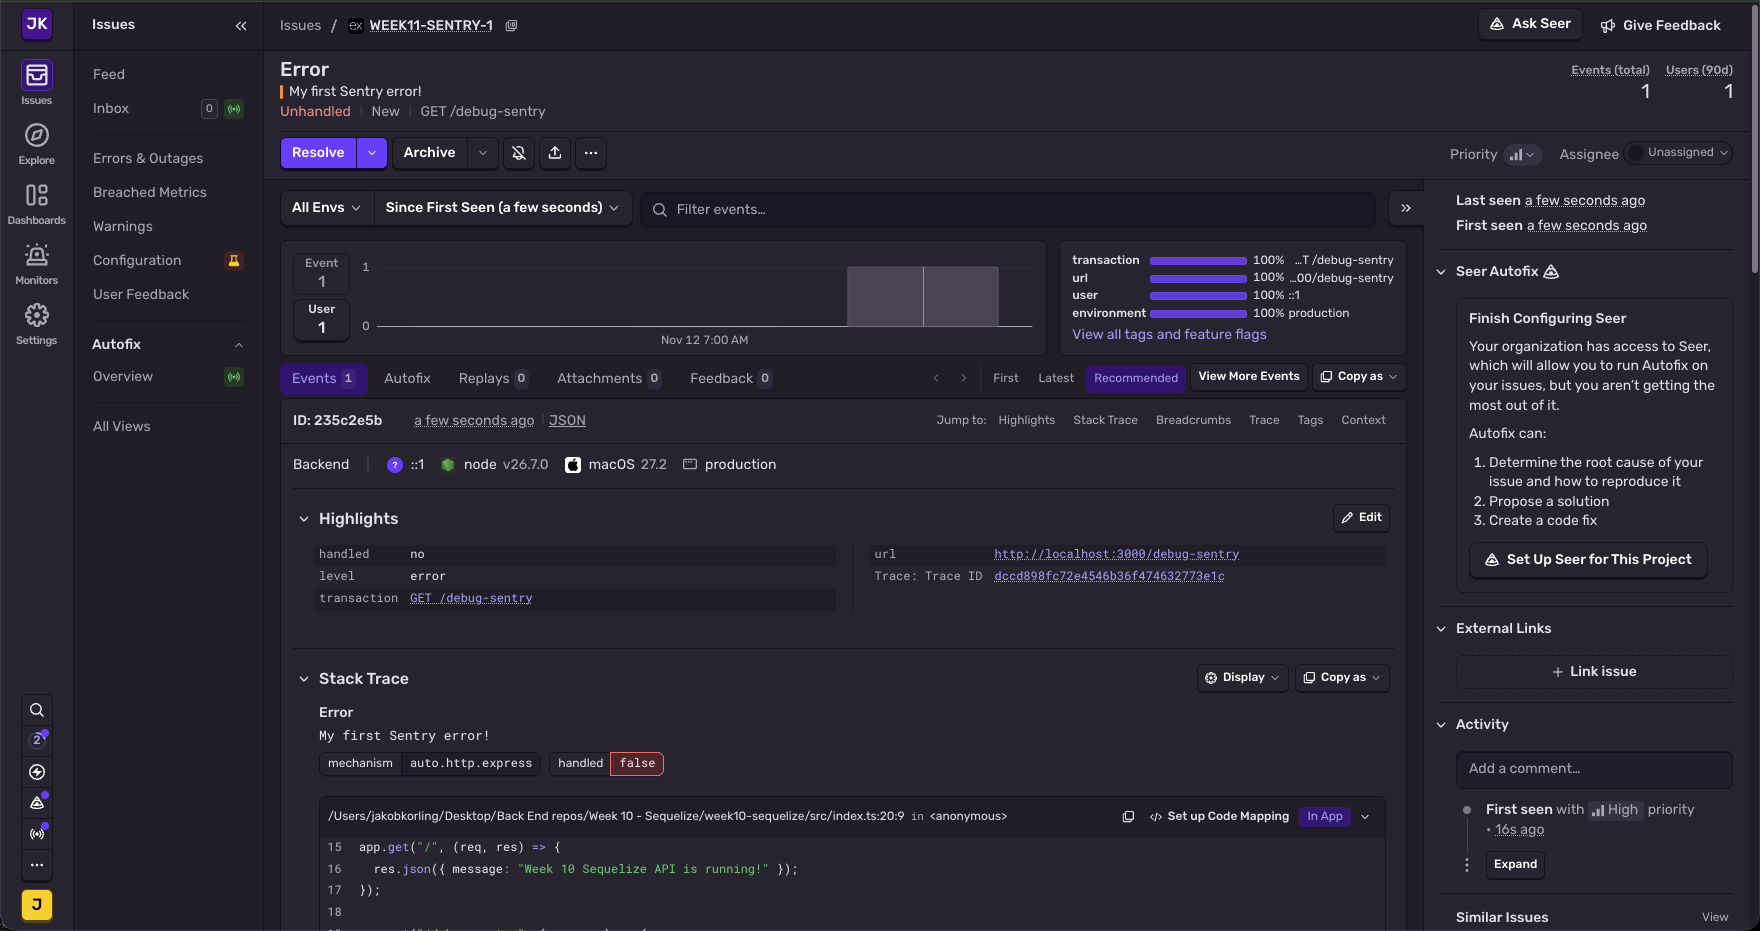 JK
Issues
Explore
Dashboards
Monitors
Settings
2
J
Issues
Feed
Inbox 0
Errors & Outages
Breached Metrics
Warnings
Configuration
User Feedback
Autofix
Overview
All Views
Issues / ex WEEK11-SENTRY-1
Ask Seer
Give Feedback
Error
My first Sentry error!
Unhandled | New | GET /debug-sentry
Events (total) Users (90d)
1 1
Resolve
Archive
Priority
Assignee Unassigned
All Envs
Since First Seen (a few seconds)
Filter events...
Event
1
User
1
1
0
Nov 12 7:00 AM
transaction 100% ...T /debug-sentry
url 100% ...00/debug-sentry
user 100% ::1
environment 100% production
View all tags and feature flags
Events 1
Autofix
Replays 0
Attachments 0
Feedback 0
First
Latest
Recommended
View More Events
Copy as
ID: 235c2e5b a few seconds ago JSON
Jump to: Highlights Stack Trace Breadcrumbs Trace Tags Context
Backend | ? ::1 node v26.7.0 macOS 27.2 production
Highlights
Edit
handled no
level error
transaction GET /debug-sentry
url http://localhost:3000/debug-sentry
Trace: Trace ID dccd898fc72e4546b36f474632773e1c
Stack Trace
Display
Copy as
Error
My first Sentry error!
mechanism auto.http.express handled false
/Users/jakobkorling/Desktop/Back End repos/Week 10 - Sequelize/week10-sequelize/src/index.ts:20:9 in <anonymous>
</> Set up Code Mapping
In App
15 app.get("/", (req, res) => {
16 res.json({ message: "Week 10 Sequelize API is running!" });
17 });
18
Last seen a few seconds ago
First seen a few seconds ago
Seer Autofix
Finish Configuring Seer
Your organization has access to Seer,
which will allow you to run Autofix on
your issues, but you aren't getting the
most out of it.
Autofix can:
1. Determine the root cause of your
issue and how to reproduce it
2. Propose a solution
3. Create a code fix
Set Up Seer for This Project
External Links
+ Link issue
Activity
Add a comment...
First seen with High priority
• 16s ago
Expand
Similar Issues
View